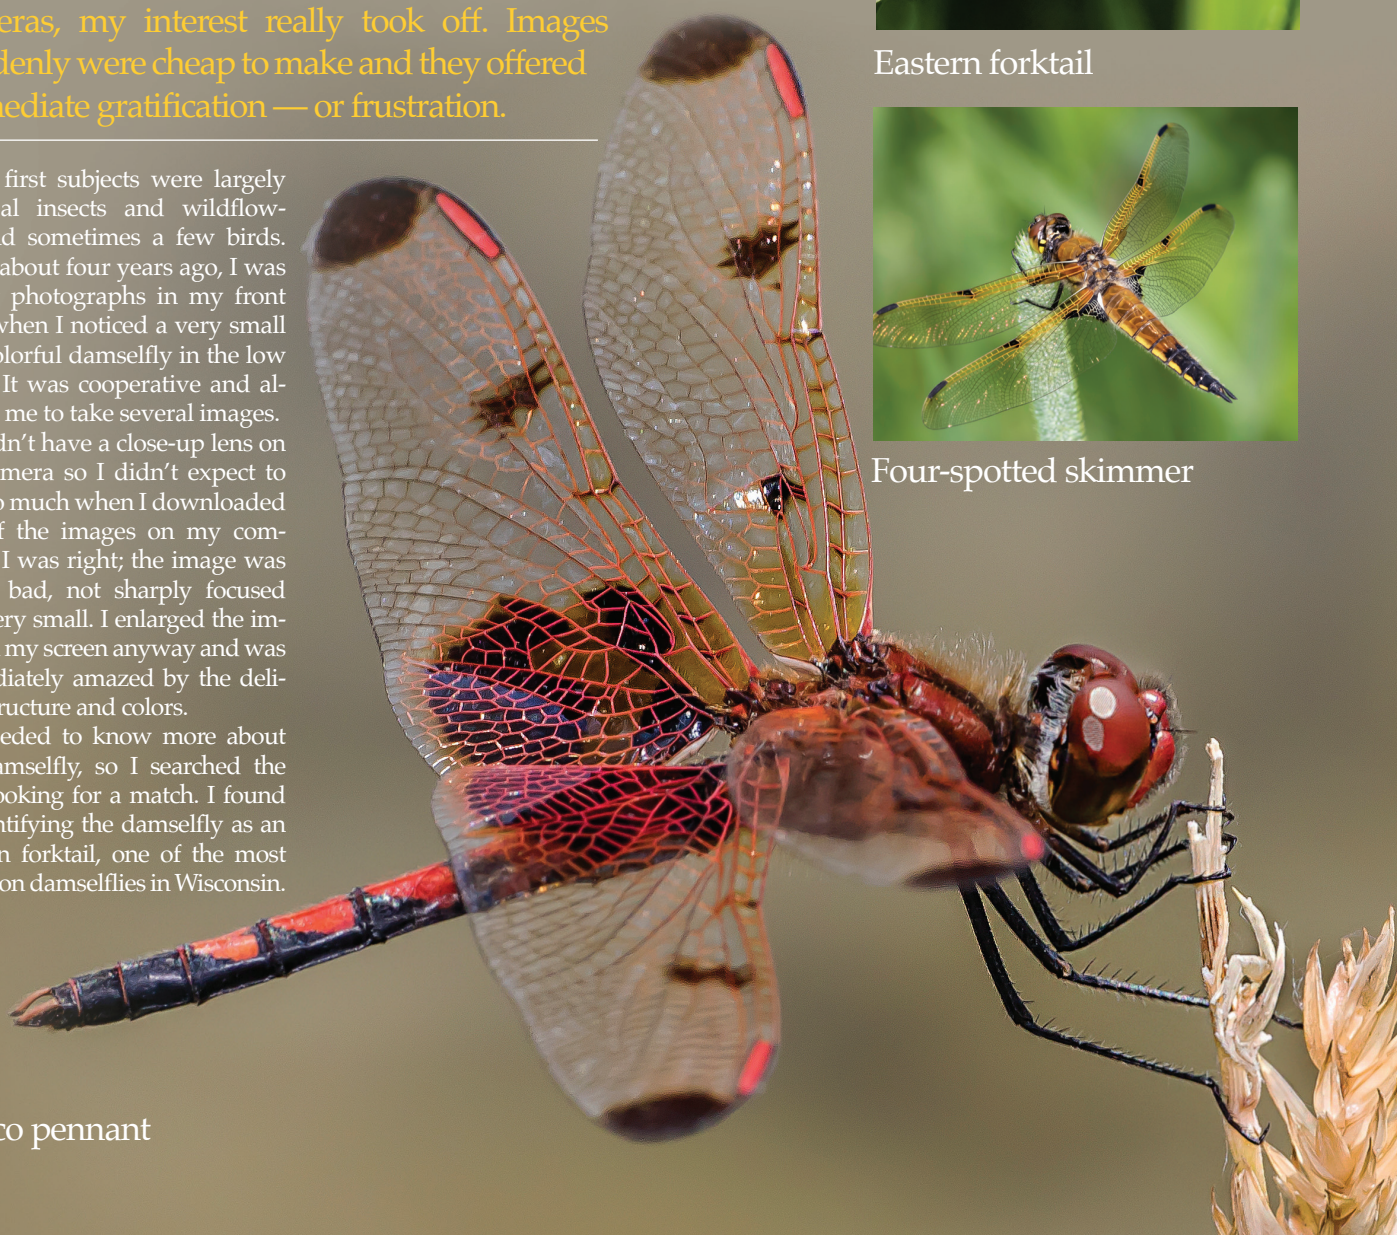 eras, my interest really took off. Images
denly were cheap to make and they offered
mediate gratification — or frustration.
first subjects were largely
al insects and wildflow-
d sometimes a few birds.
about four years ago, I was
photographs in my front
when I noticed a very small
olorful damselfly in the low
It was cooperative and al-
me to take several images.
dn't have a close-up lens on
mera so I didn't expect to
o much when I downloaded
f the images on my com-
I was right; the image was
bad, not sharply focused
ery small. I enlarged the im-
my screen anyway and was
diately amazed by the deli-
ructure and colors.
eded to know more about
amselfly, so I searched the
ooking for a match. I found
ntifying the damselfly as an
n forktail, one of the most
on damselflies in Wisconsin.
co pennant
Eastern forktail
Four-spotted skimmer